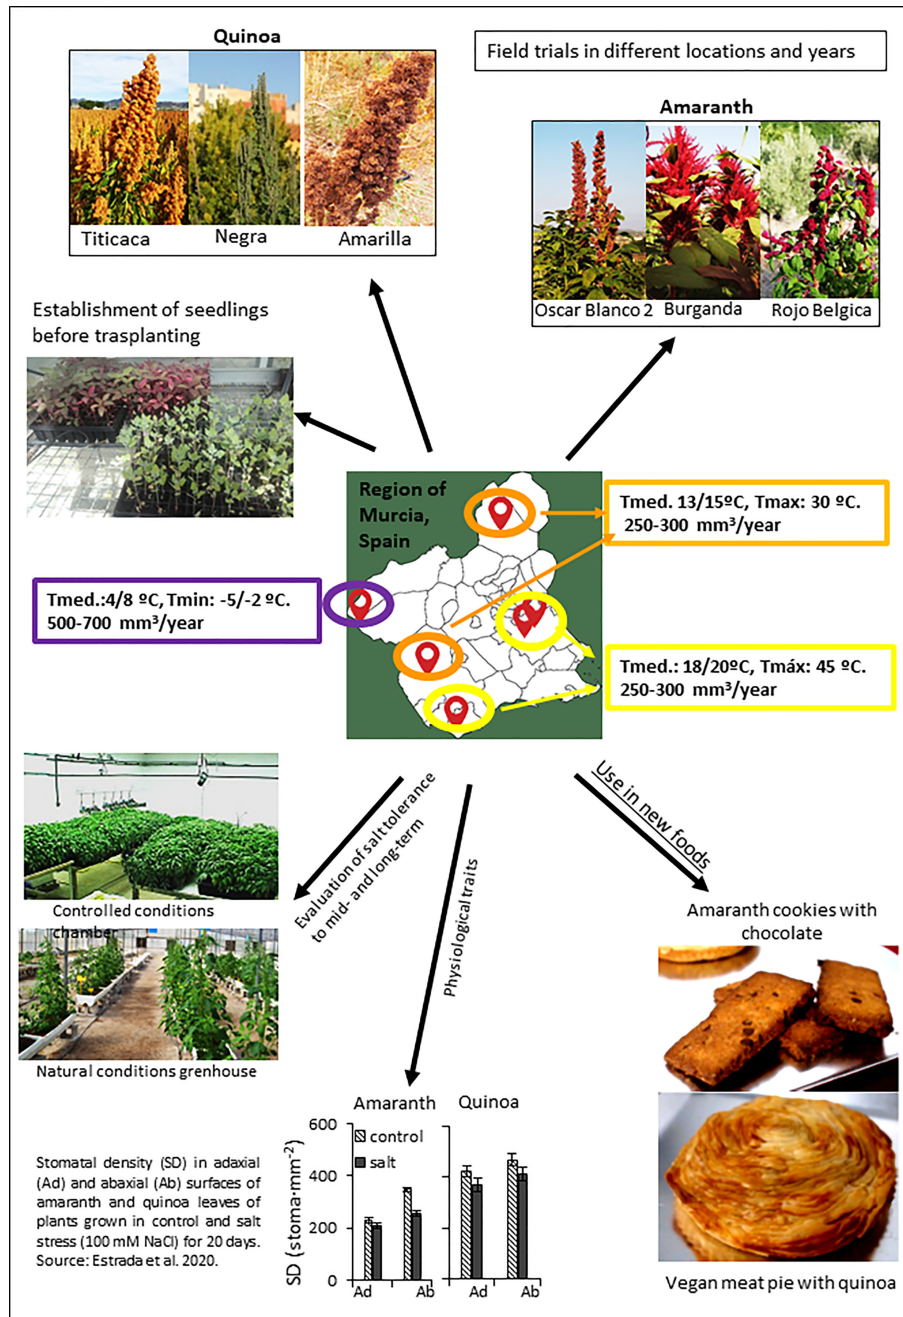 Quinoa
Titicaca
Negra
Amarilla
Field trials in different locations and years
Amaranth
Oscar Blanco 2
Burganda
Rojo Belgica
Establishment of seedlings
before trasplanting
Region of
Murcia,
Spain
Tmed. 13/15ºC, Tmax: 30 ºC.
250-300 mm³/year
Tmed.:4/8 ºC, Tmin: -5/-2 ºC.
500-700 mm³/year
Tmed.: 18/20ºC, Tmáx: 45 ºC.
250-300 mm³/year
Evaluation of salt tolerance
to mid- and long-term
Physiological traits
Use in new foods
Controlled conditions
chamber
Natural conditions grenhouse
Amaranth cookies with
chocolate
Vegan meat pie with quinoa
Stomatal density (SD) in adaxial
(Ad) and abaxial (Ab) surfaces of
amaranth and quinoa leaves of
plants grown in control and salt
stress (100 mM NaCl) for 20 days.
Source: Estrada et al. 2020.
Amaranth
Quinoa
SD (stoma·mm⁻²)
600
400
200
0
control
salt
Ad
Ab
Ad
Ab